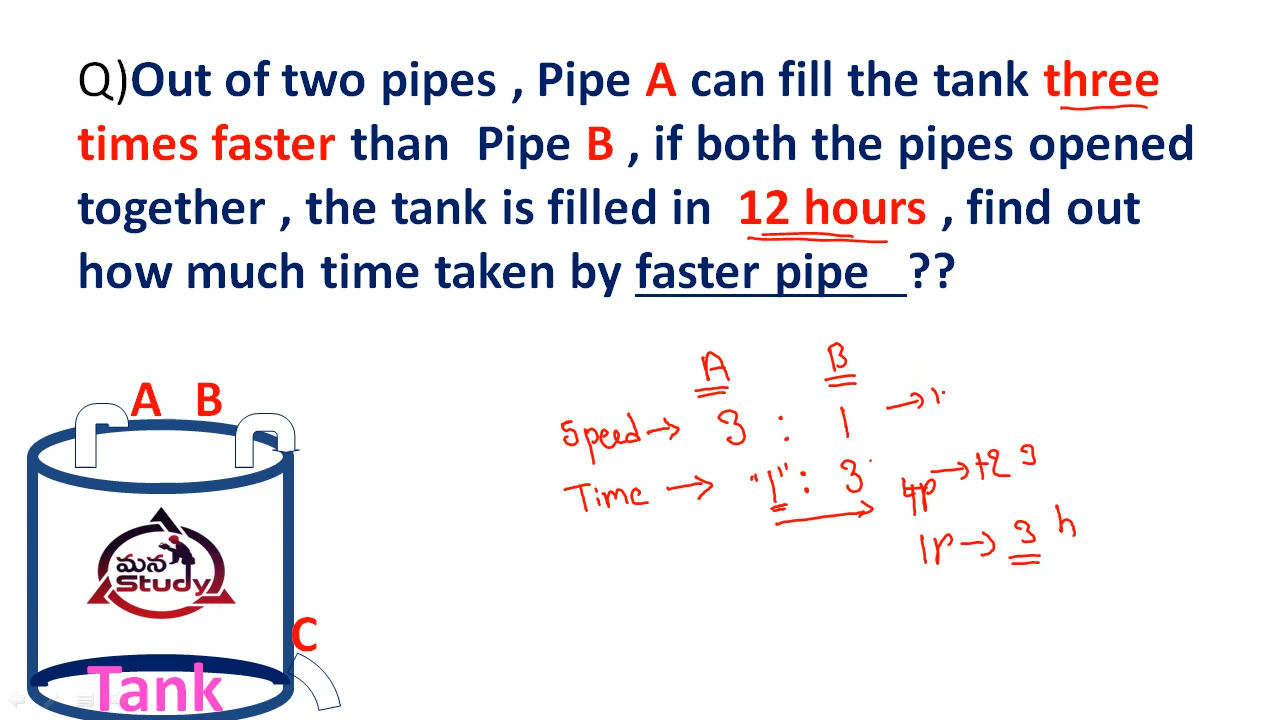 Q)Out of two pipes , Pipe A can fill the tank three
times faster than Pipe B , if both the pipes opened
together , the tank is filled in 12 hours , find out
how much time taken by faster pipe ??
A B
A B
Speed → 3 : 1 →
Time → "1" : 3
4p → 12 3
1p → 3 h
మన
Study
C
Tank